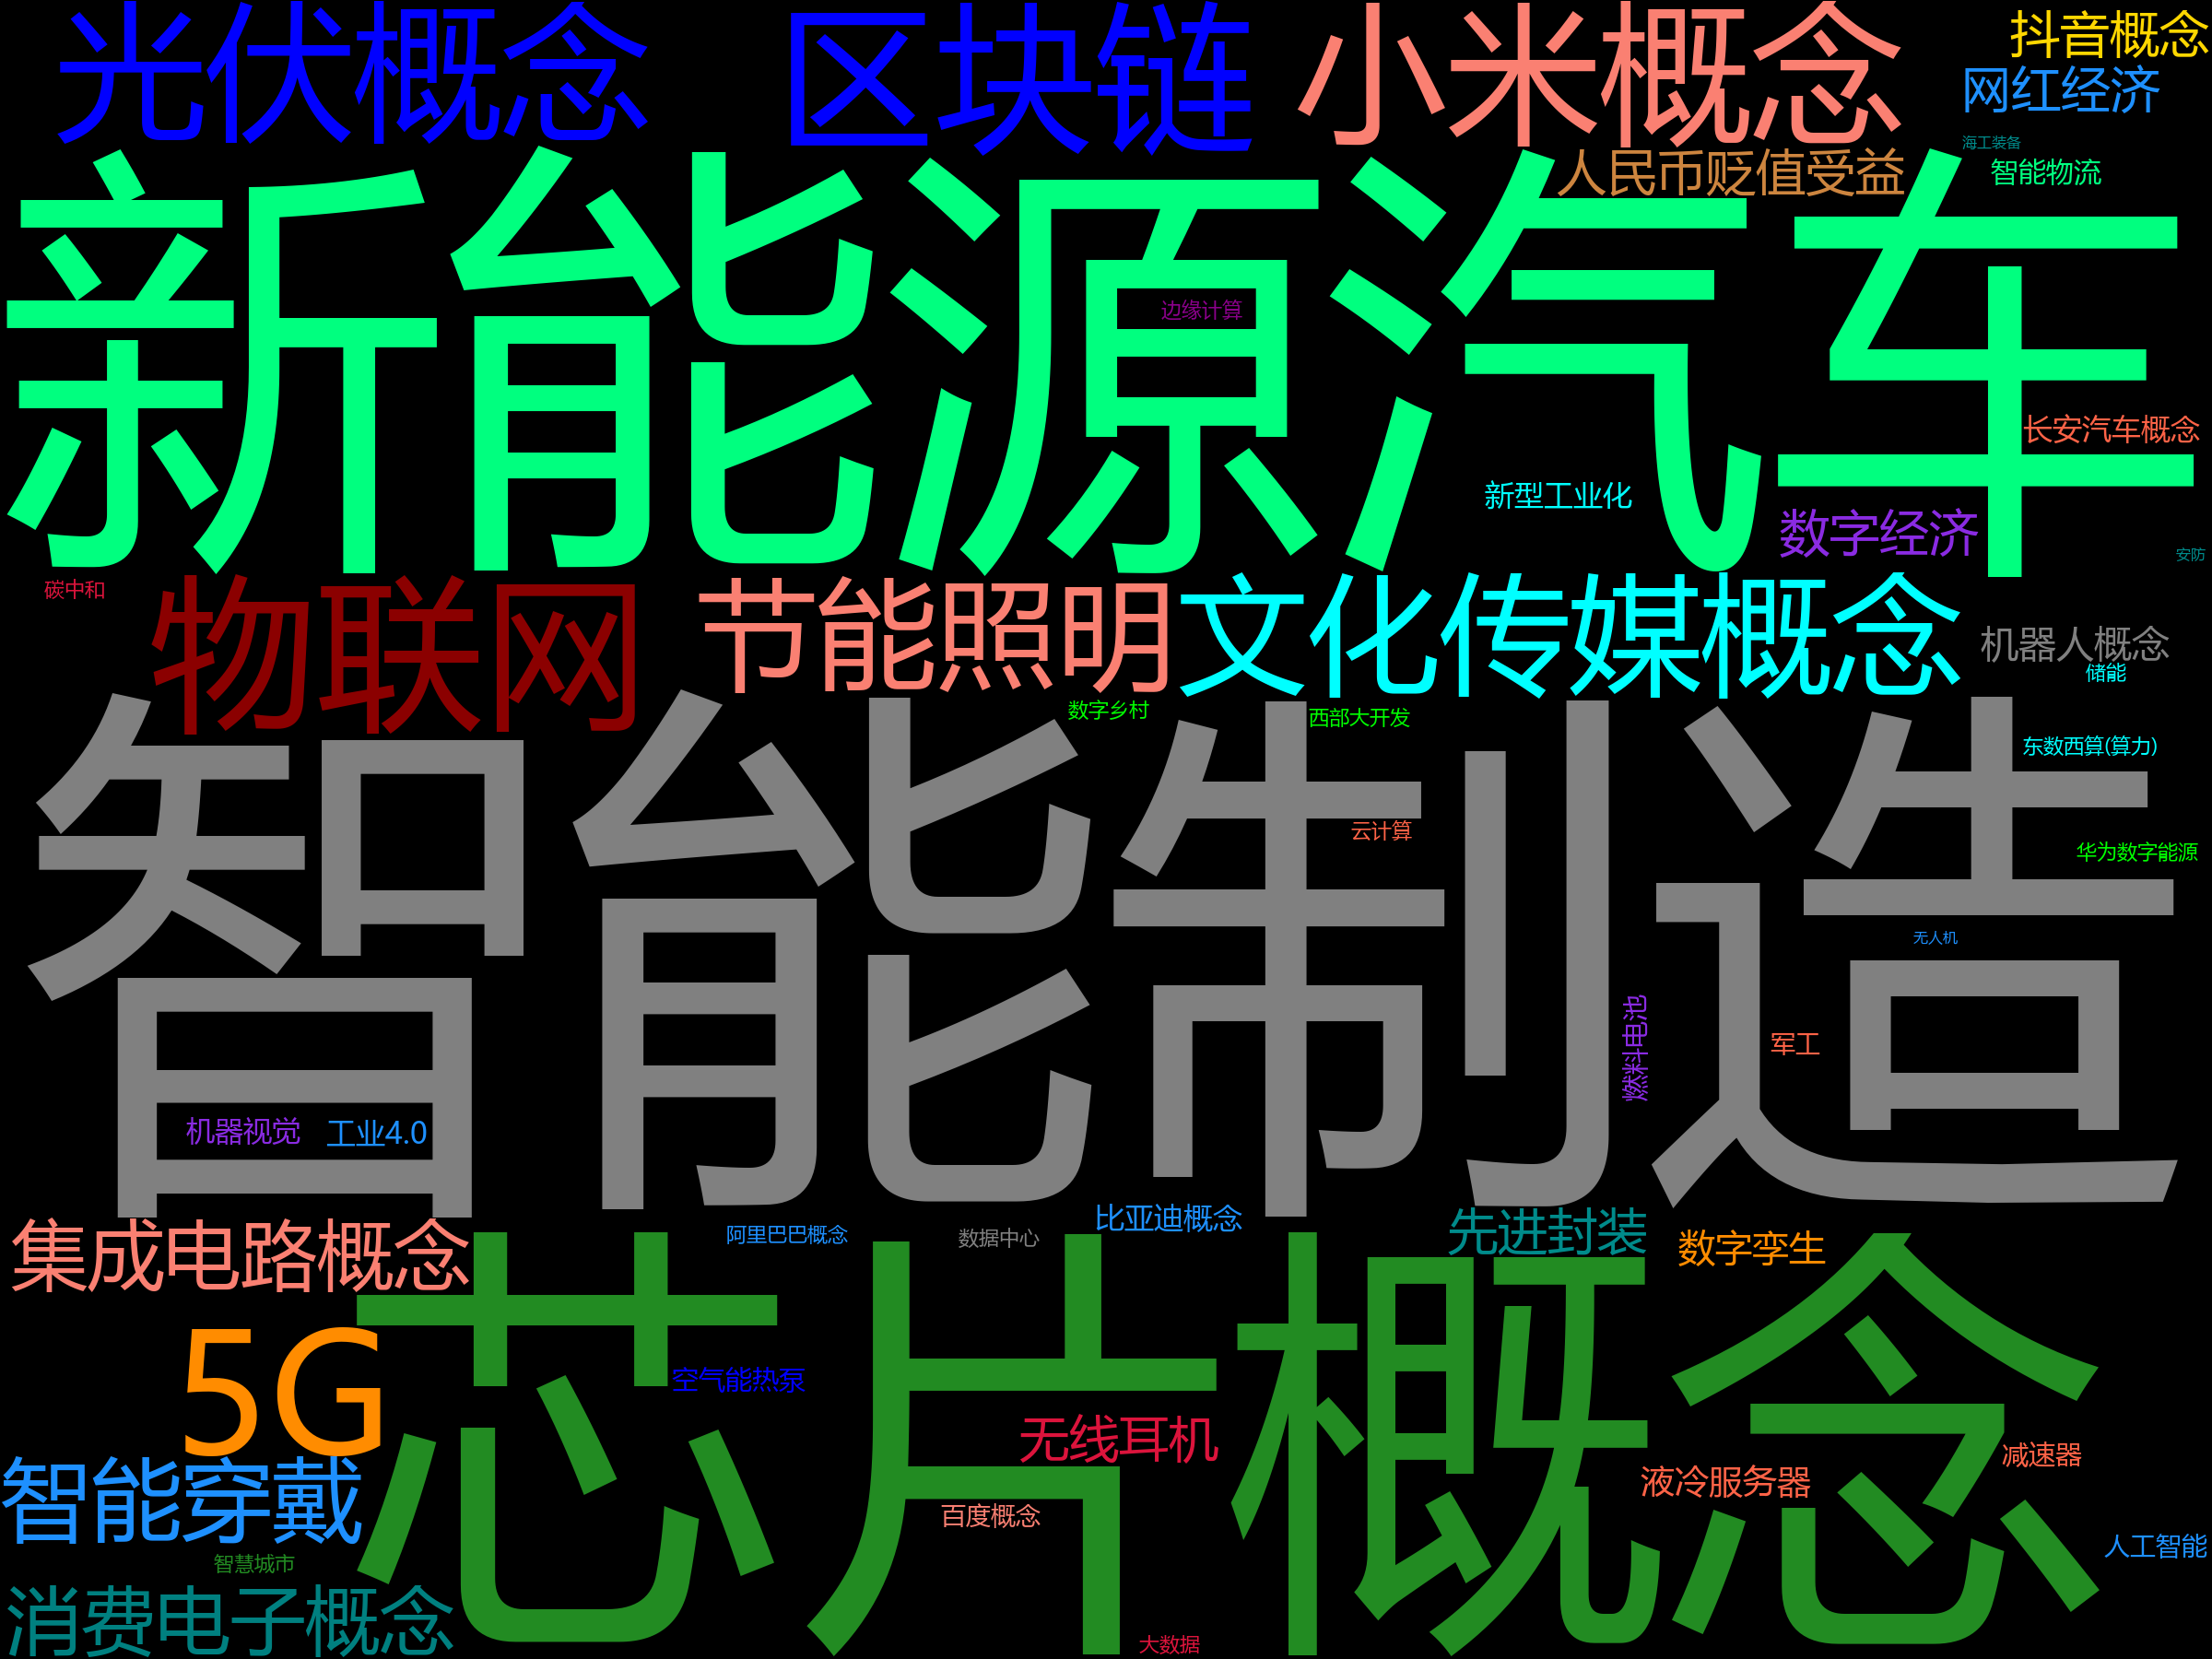 光伏概念
区块链
小米概念
抖音概念
网红经济
海工装备
人民币贬值受益
智能物流
新能源汽车
边缘计算
长安汽车概念
新型工业化
数字经济
安防
碳中和
物联网
节能照明
文化传媒概念
机器人概念
储能
数字乡村
西部大开发
东数西算(算力)
智能制造
云计算
华为数字能源
无人机
燃料电池
军工
机器视觉
工业4.0
集成电路概念
阿里巴巴概念
数据中心
比亚迪概念
先进封装
数字孪生
芯片概念
5G
空气能热泵
无线耳机
减速器
智能穿戴
液冷服务器
百度概念
人工智能
智慧城市
消费电子概念
大数据